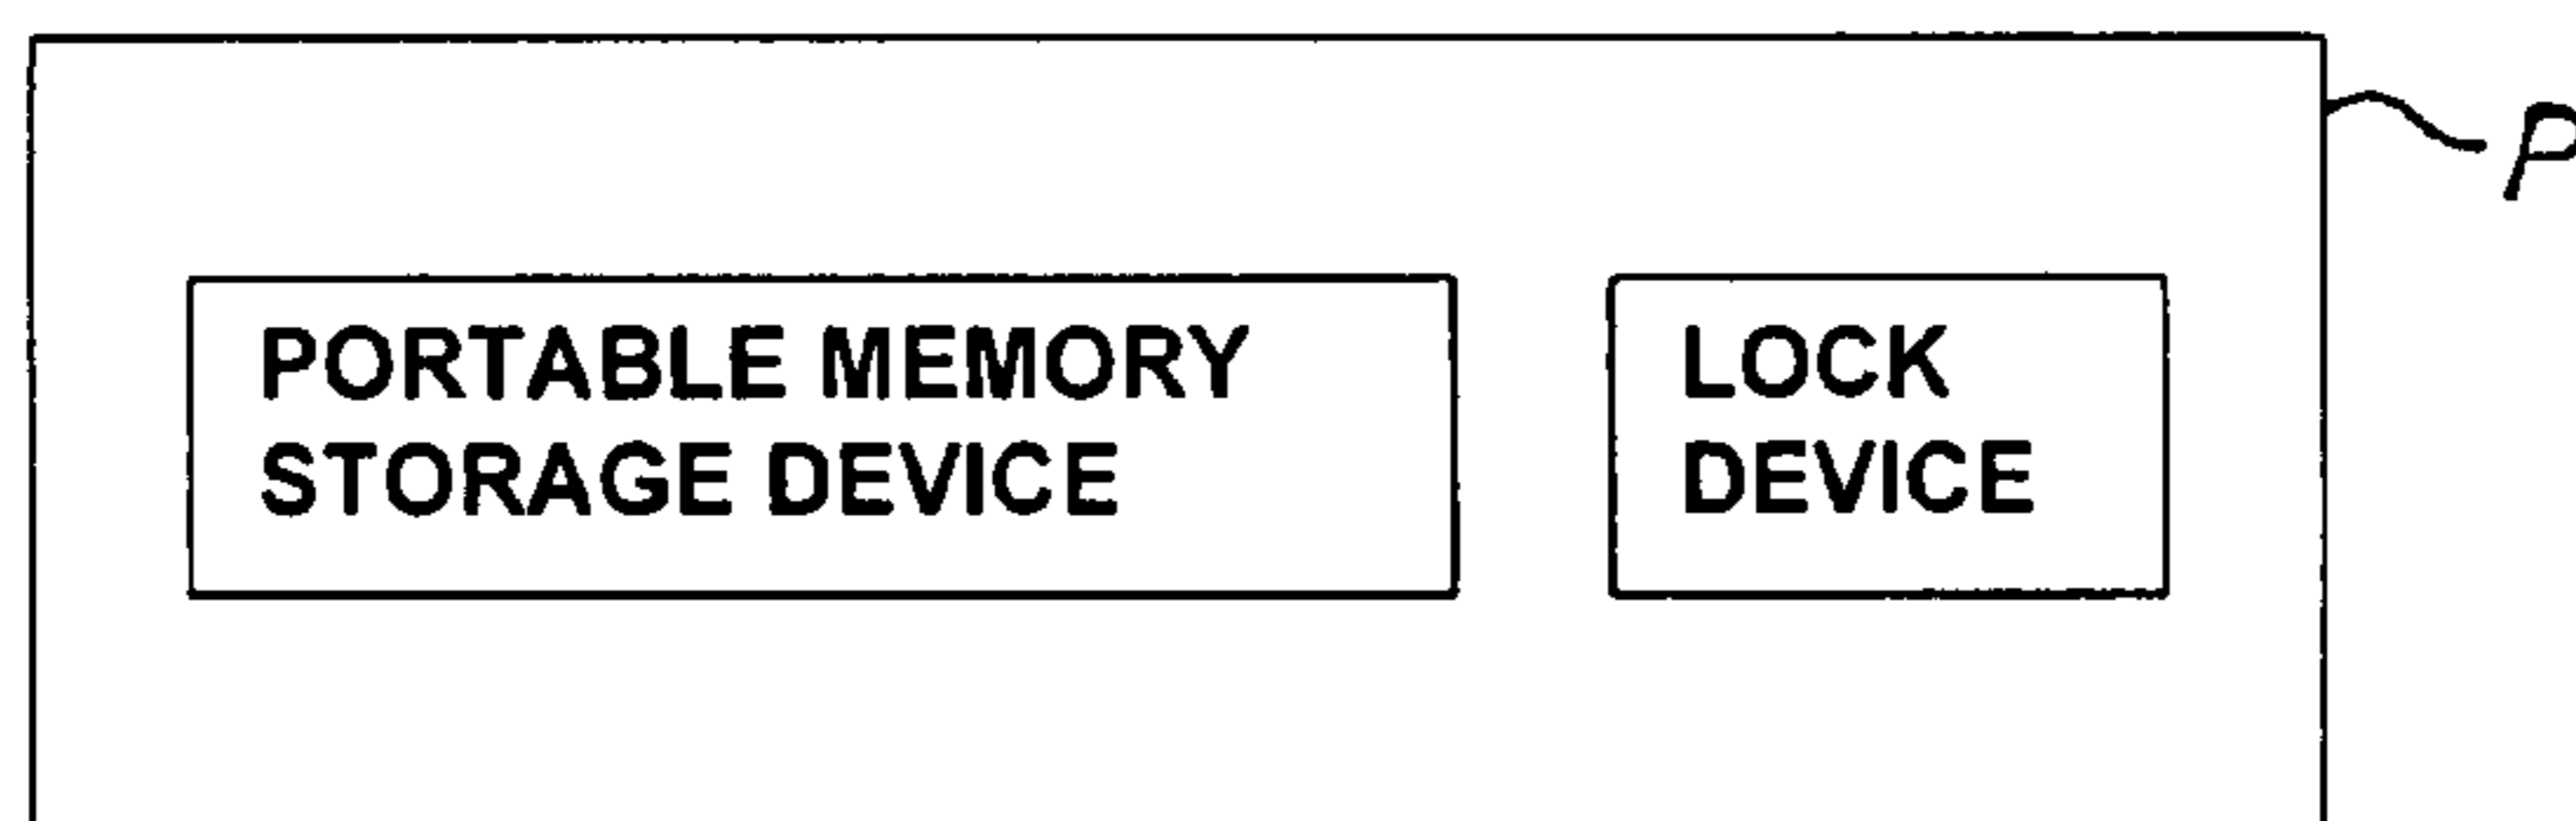 P
PORTABLE MEMORY
STORAGE DEVICE
LOCK
DEVICE